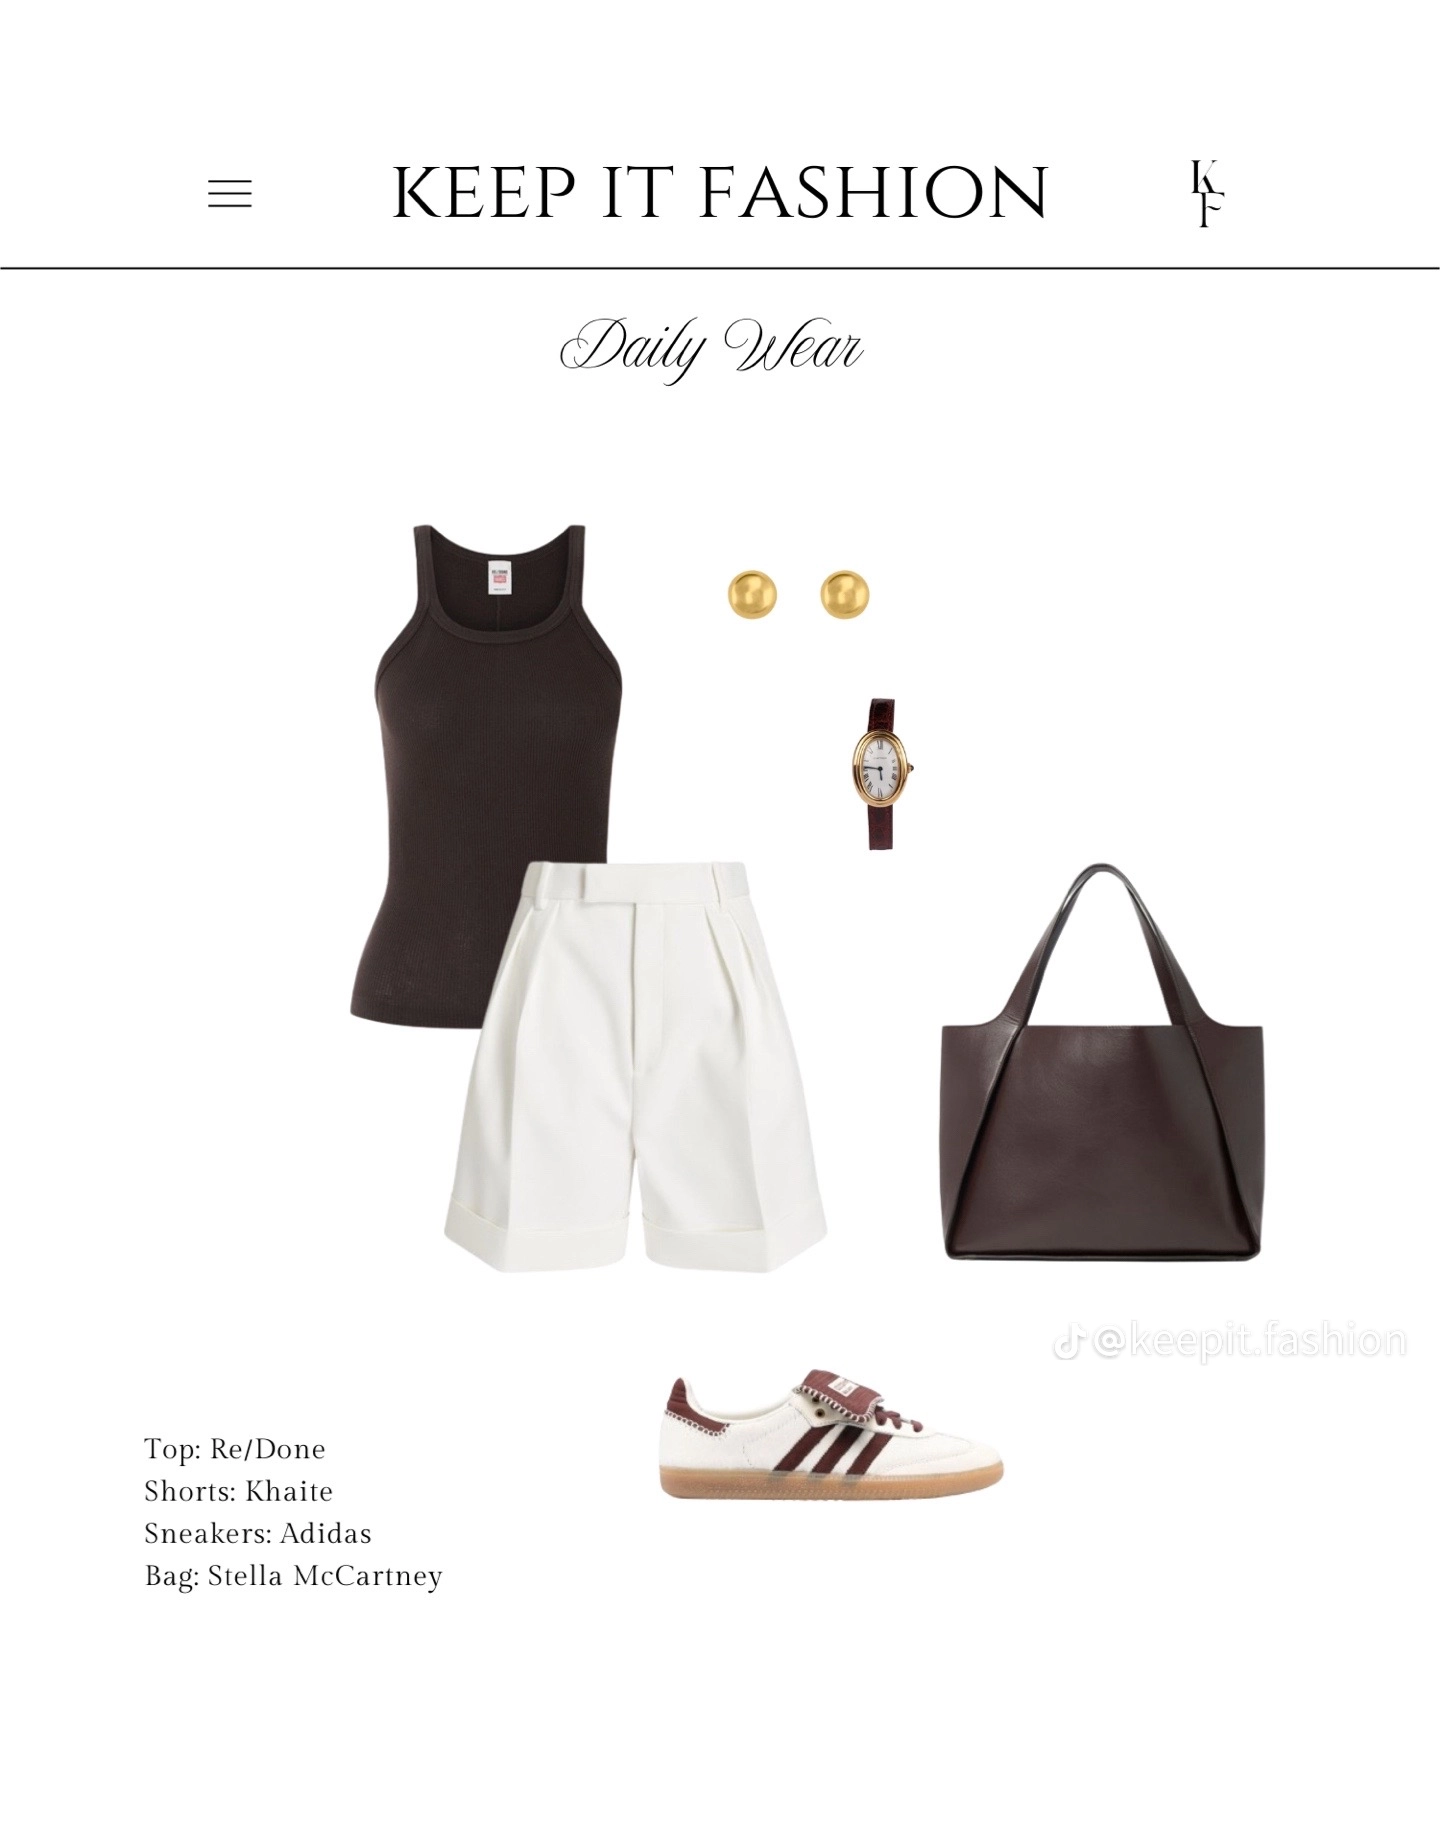 KEEP IT FASHION
KF
Daily Wear
@keepit.fashion
Top: Re/Done
Shorts: Khaite
Sneakers: Adidas
Bag: Stella McCartney